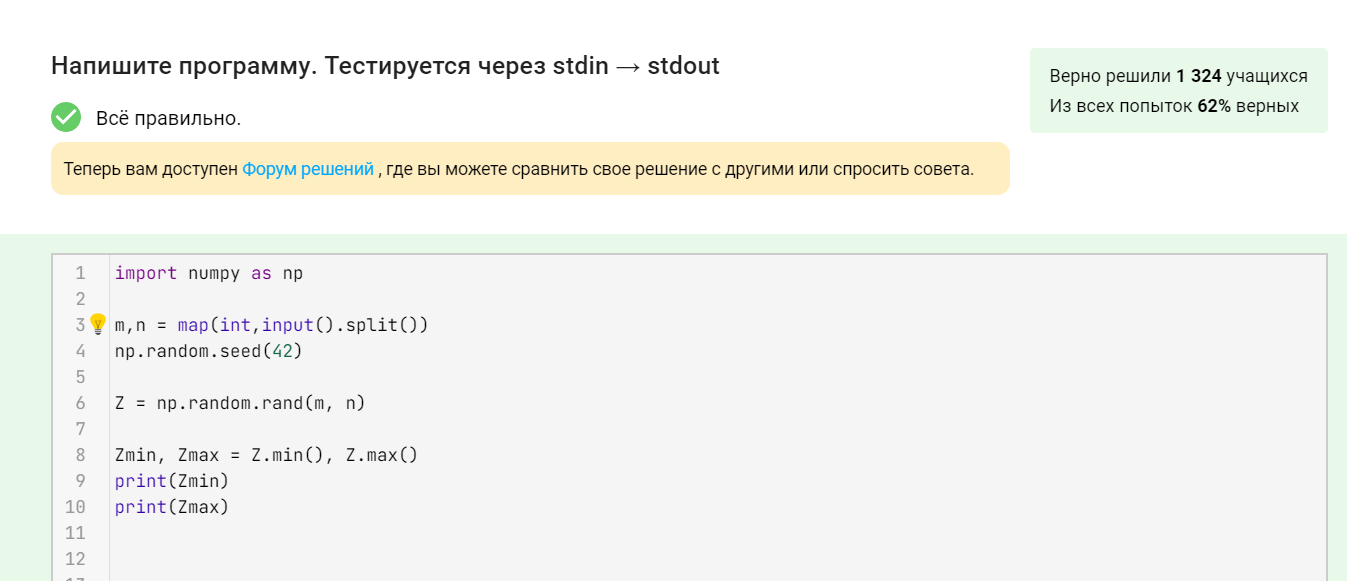 Напишите программу. Тестируется через stdin → stdout
Верно решили 1 324 учащихся
Из всех попыток 62% верных
Всё правильно.
Теперь вам доступен Форум решений , где вы можете сравнить свое решение с другими или спросить совета.
1 import numpy as np
2
3 m,n = map(int,input().split())
4 np.random.seed(42)
5
6 Z = np.random.rand(m, n)
7
8 Zmin, Zmax = Z.min(), Z.max()
9 print(Zmin)
10 print(Zmax)
11
12